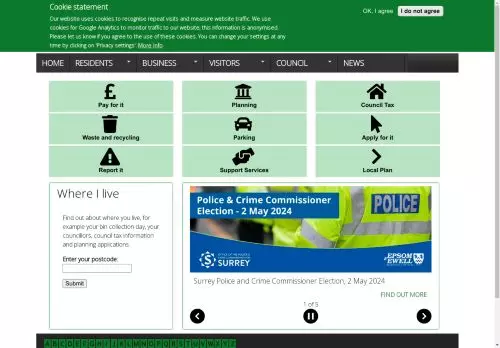 Cookie statement
Our website uses cookies to recognise repeat visits and measure website traffic. We use
cookies for Google Analytics to monitor traffic to our website; this information is anonymised.
Please let us know if you agree to the use of these cookies. You can change your settings at
any time by clicking on 'Privacy settings'. More info
OK, I agree
I do not agree
HOME
RESIDENTS
BUSINESS
VISITORS
COUNCIL
NEWS
Pay for it
Planning
Council Tax
Waste and recycling
Parking
Apply for it
Report it
Support Services
Local Plan
Where I live
Find out about where you live, for
example your bin collection day, your
councillors, council tax information
and planning applications.
Enter your postcode:
Submit
Police & Crime Commissioner
Election - 2 May 2024
POLICE
SURREY
EPSOM
EWELL
Surrey Police and Crime Commissioner Election, 2 May 2024
FIND OUT MORE
1 of 5
A B C D E F G H I J K L M N O P Q R S T U V W X Y Z